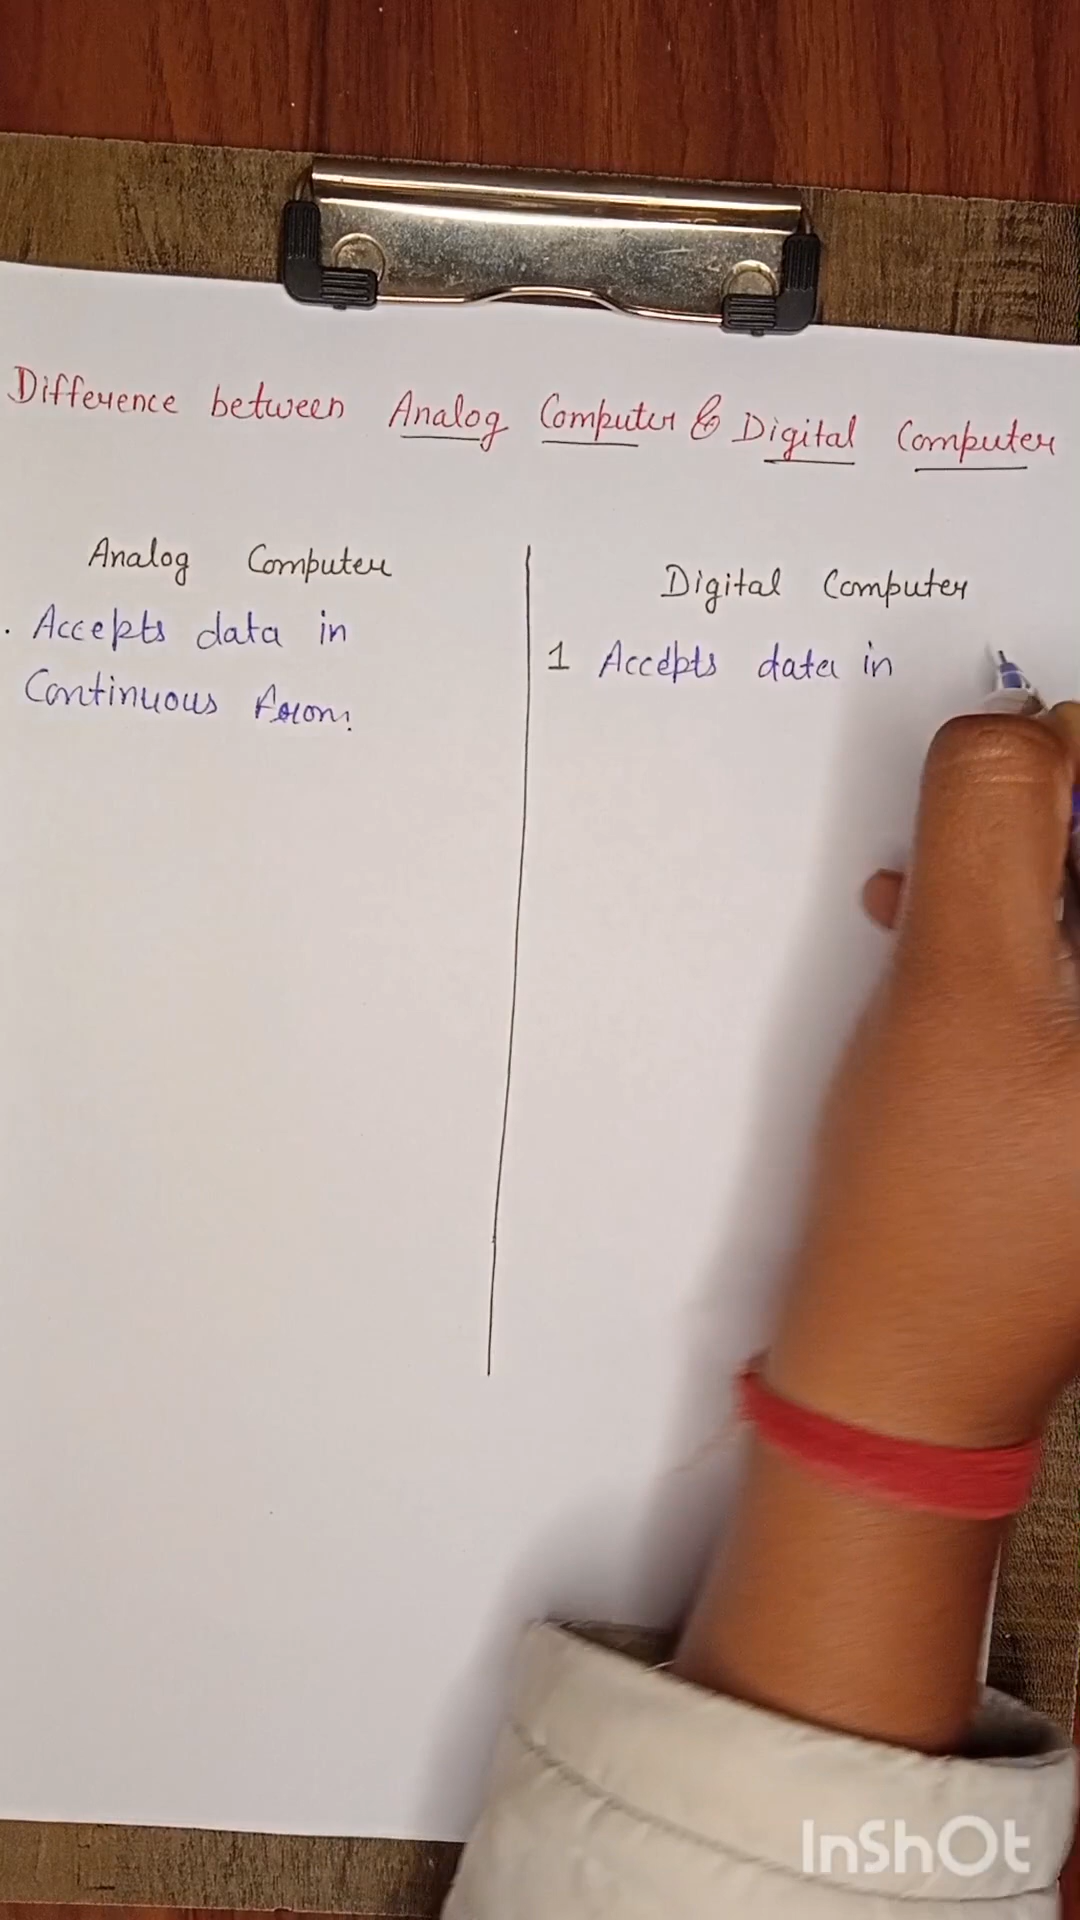 Difference between Analog Computer & Digital Computer
Analog Computer
. Accepts data in
Continuous form.
Digital Computer
1 Accepts data in
InShOt